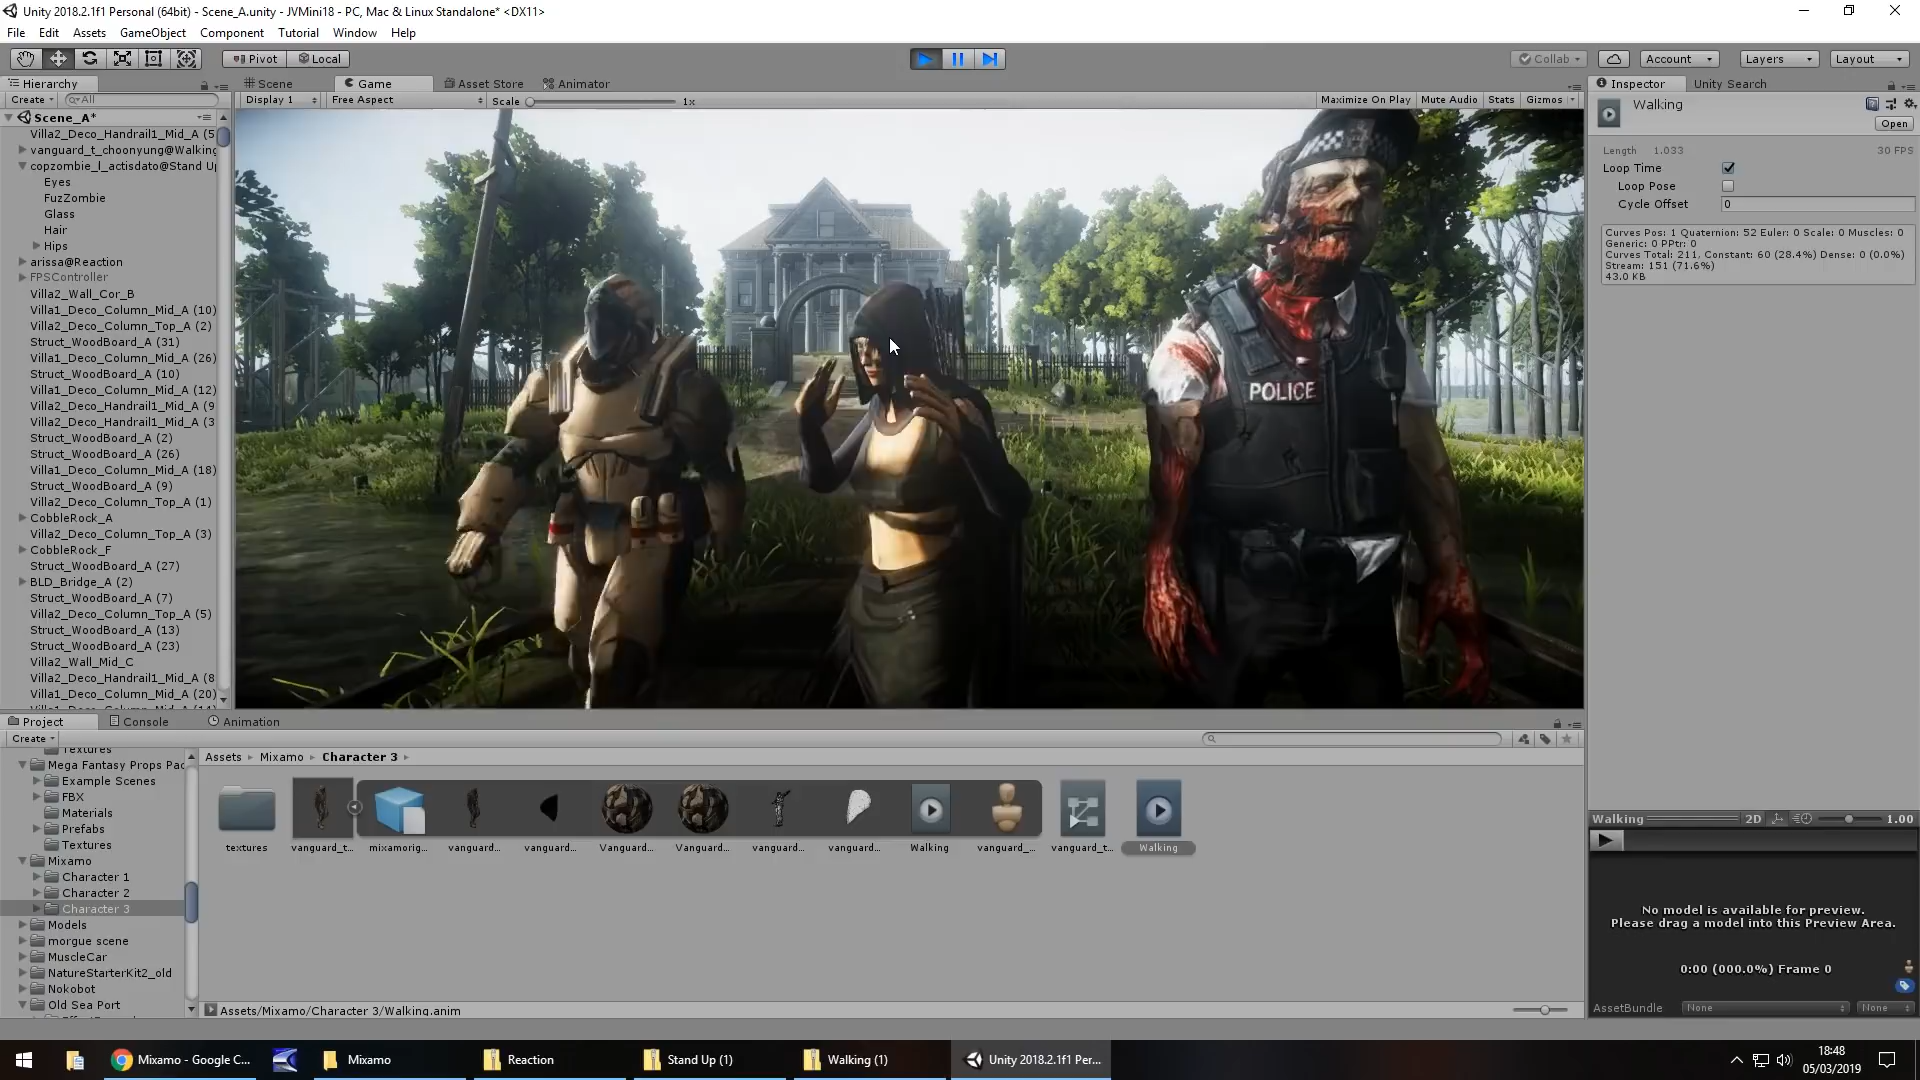 Unity 2018.2.1f1 Personal (64bit) - Scene_A.unity - JVMini18 - PC, Mac & Linux Standalone* <DX11>
File Edit Assets GameObject Component Tutorial Window Help
Pivot Local Collab Account Layers Layout
Hierarchy
Create All
Scene_A*
Villa2_Deco_Handrail1_Mid_A (5
vanguard_t_choonyung@Walking
copzombie_l_actisdato@Stand Up
Eyes
FuzZombie
Glass
Hair
Hips
arissa@Reaction
FPSController
Villa2_Wall_Cor_B
Villa1_Deco_Column_Mid_A (10)
Villa2_Deco_Column_Top_A (2)
Struct_WoodBoard_A (31)
Villa1_Deco_Column_Mid_A (26)
Struct_WoodBoard_A (10)
Villa1_Deco_Column_Mid_A (12)
Villa2_Deco_Handrail1_Mid_A (9
Villa2_Deco_Handrail1_Mid_A (3
Struct_WoodBoard_A (2)
Struct_WoodBoard_A (26)
Villa1_Deco_Column_Mid_A (18)
Struct_WoodBoard_A (9)
Villa2_Deco_Column_Top_A (1)
CobbleRock_A
Villa2_Deco_Column_Top_A (3)
CobbleRock_F
Struct_WoodBoard_A (27)
BLD_Bridge_A (2)
Struct_WoodBoard_A (7)
Villa2_Deco_Column_Top_A (5)
Struct_WoodBoard_A (13)
Struct_WoodBoard_A (23)
Villa2_Wall_Mid_C
Villa2_Deco_Handrail1_Mid_A (8
Villa1_Deco_Column_Mid_A (20)
Scene Game Asset Store Animator
Display 1 Free Aspect Scale 1x Maximize On Play Mute Audio Stats Gizmos
POLICE
Inspector Unity Search
Walking
Open
Length 1.033 30 FPS
Loop Time
Loop Pose
Cycle Offset 0
Curves Pos: 1 Quaternion: 52 Euler: 0 Scale: 0 Muscles: 0
Generic: 0 PPtr: 0
Curves Total: 211, Constant: 60 (28.4%) Dense: 0 (0.0%)
Stream: 151 (71.6%)
43.0 KB
Walking 2D 1.00
No model is available for preview.
Please drag a model into this Preview Area.
0:00 (000.0%) Frame 0
AssetBundle None None
Project Console Animation
Create
Textures
Mega Fantasy Props Pac
Example Scenes
FBX
Materials
Prefabs
Textures
Mixamo
Character 1
Character 2
Character 3
Models
morgue scene
MuscleCar
NatureStarterKit2_old
Nokobot
Old Sea Port
Assets Mixamo Character 3
textures vanguard_t... mixamorig... vanguard... vanguard... Vanguard... Vanguard... vanguard... vanguard... Walking vanguard_... vanguard_t... Walking
Assets/Mixamo/Character 3/Walking.anim
Mixamo - Google C... Mixamo Reaction Stand Up (1) Walking (1) Unity 2018.2.1f1 Per...
18:48
05/03/2019